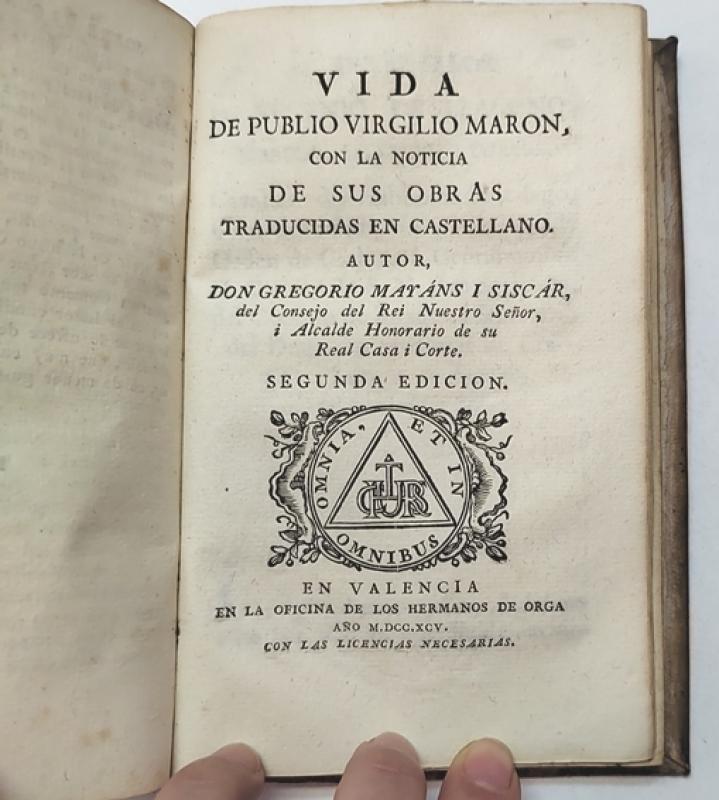 VIDA
DE PUBLIO VIRGILIO MARON,
CON LA NOTICIA
DE SUS OBRAS
TRADUCIDAS EN CASTELLANO.
AUTOR,
DON GREGORIO MAYÁNS I SISCÁR,
del Consejo del Rei Nuestro Señor,
i Alcalde Honorario de su
Real Casa i Corte.
SEGUNDA EDICION.
OMNIA, ET IN
OMNIBUS
EN VALENCIA
EN LA OFICINA DE LOS HERMANOS DE ORGA
AÑO M.DCC.XCV.
CON LAS LICENCIAS NECESARIAS.